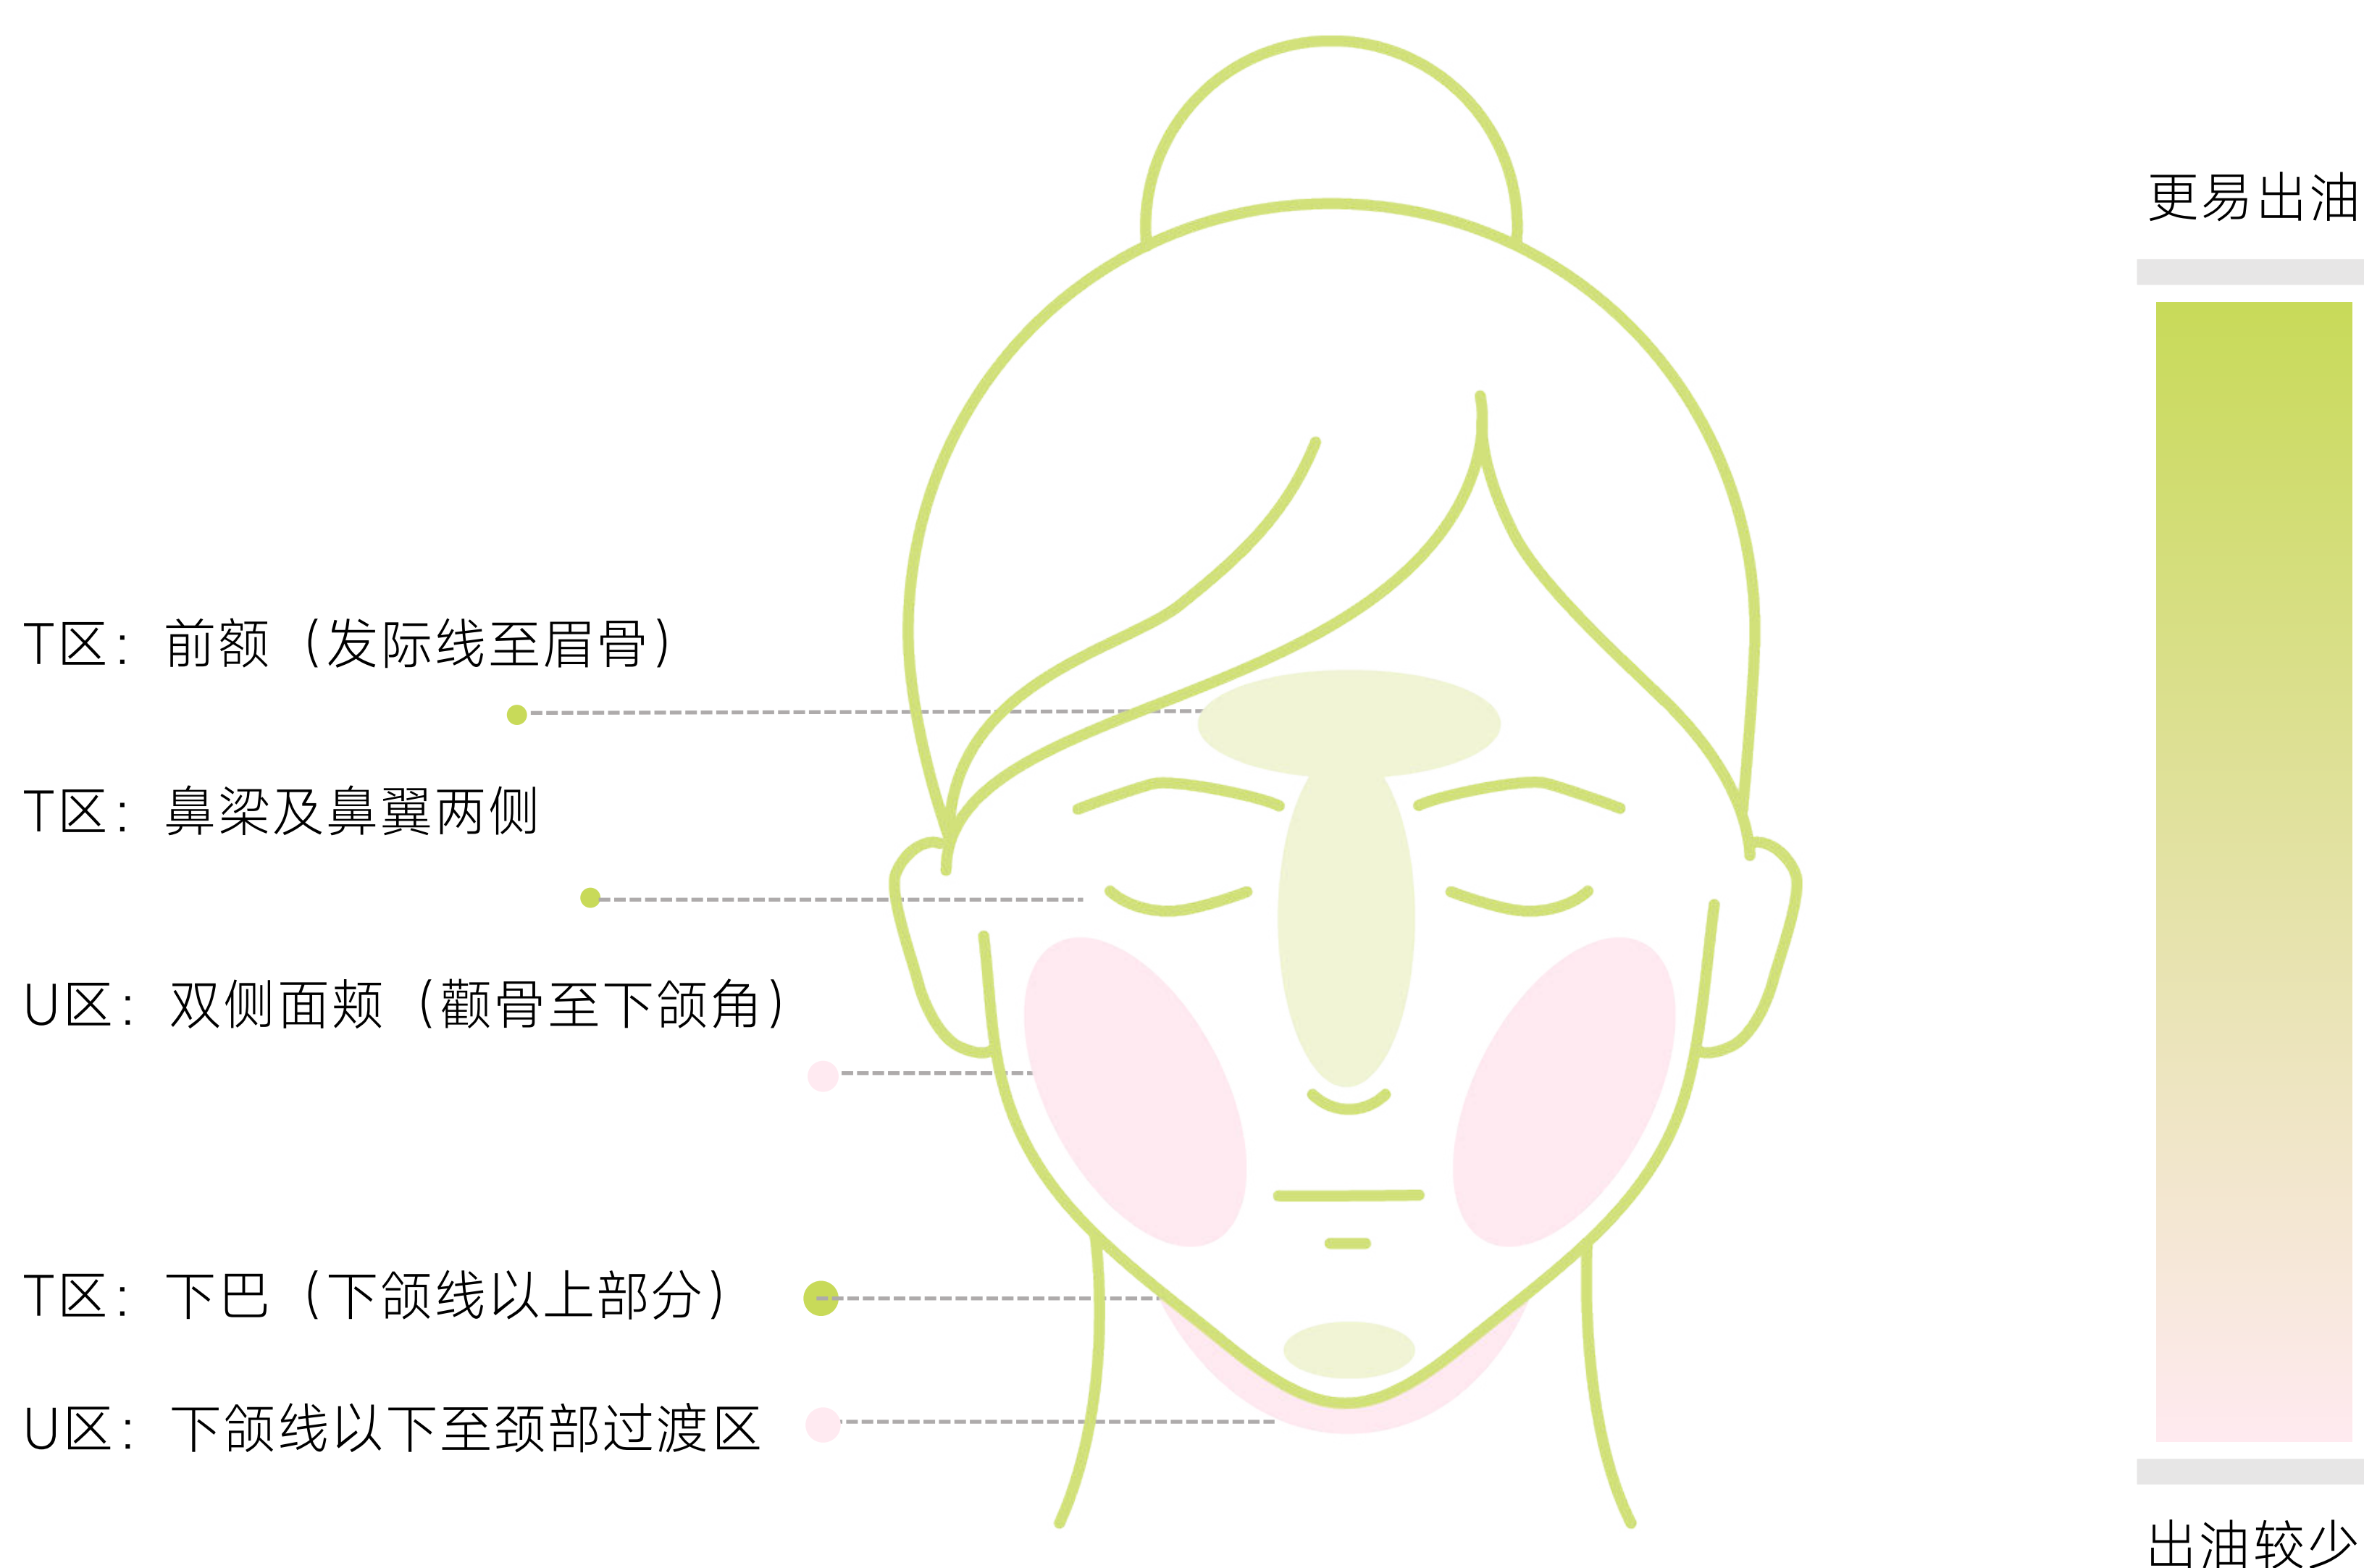 更易出油
T区：前额（发际线至眉骨）
T区：鼻梁及鼻翼两侧
U区：双侧面颊（颧骨至下颌角）
T区：下巴（下颏线以上部分）
U区：下颌线以下至颈部过渡区
出油较少